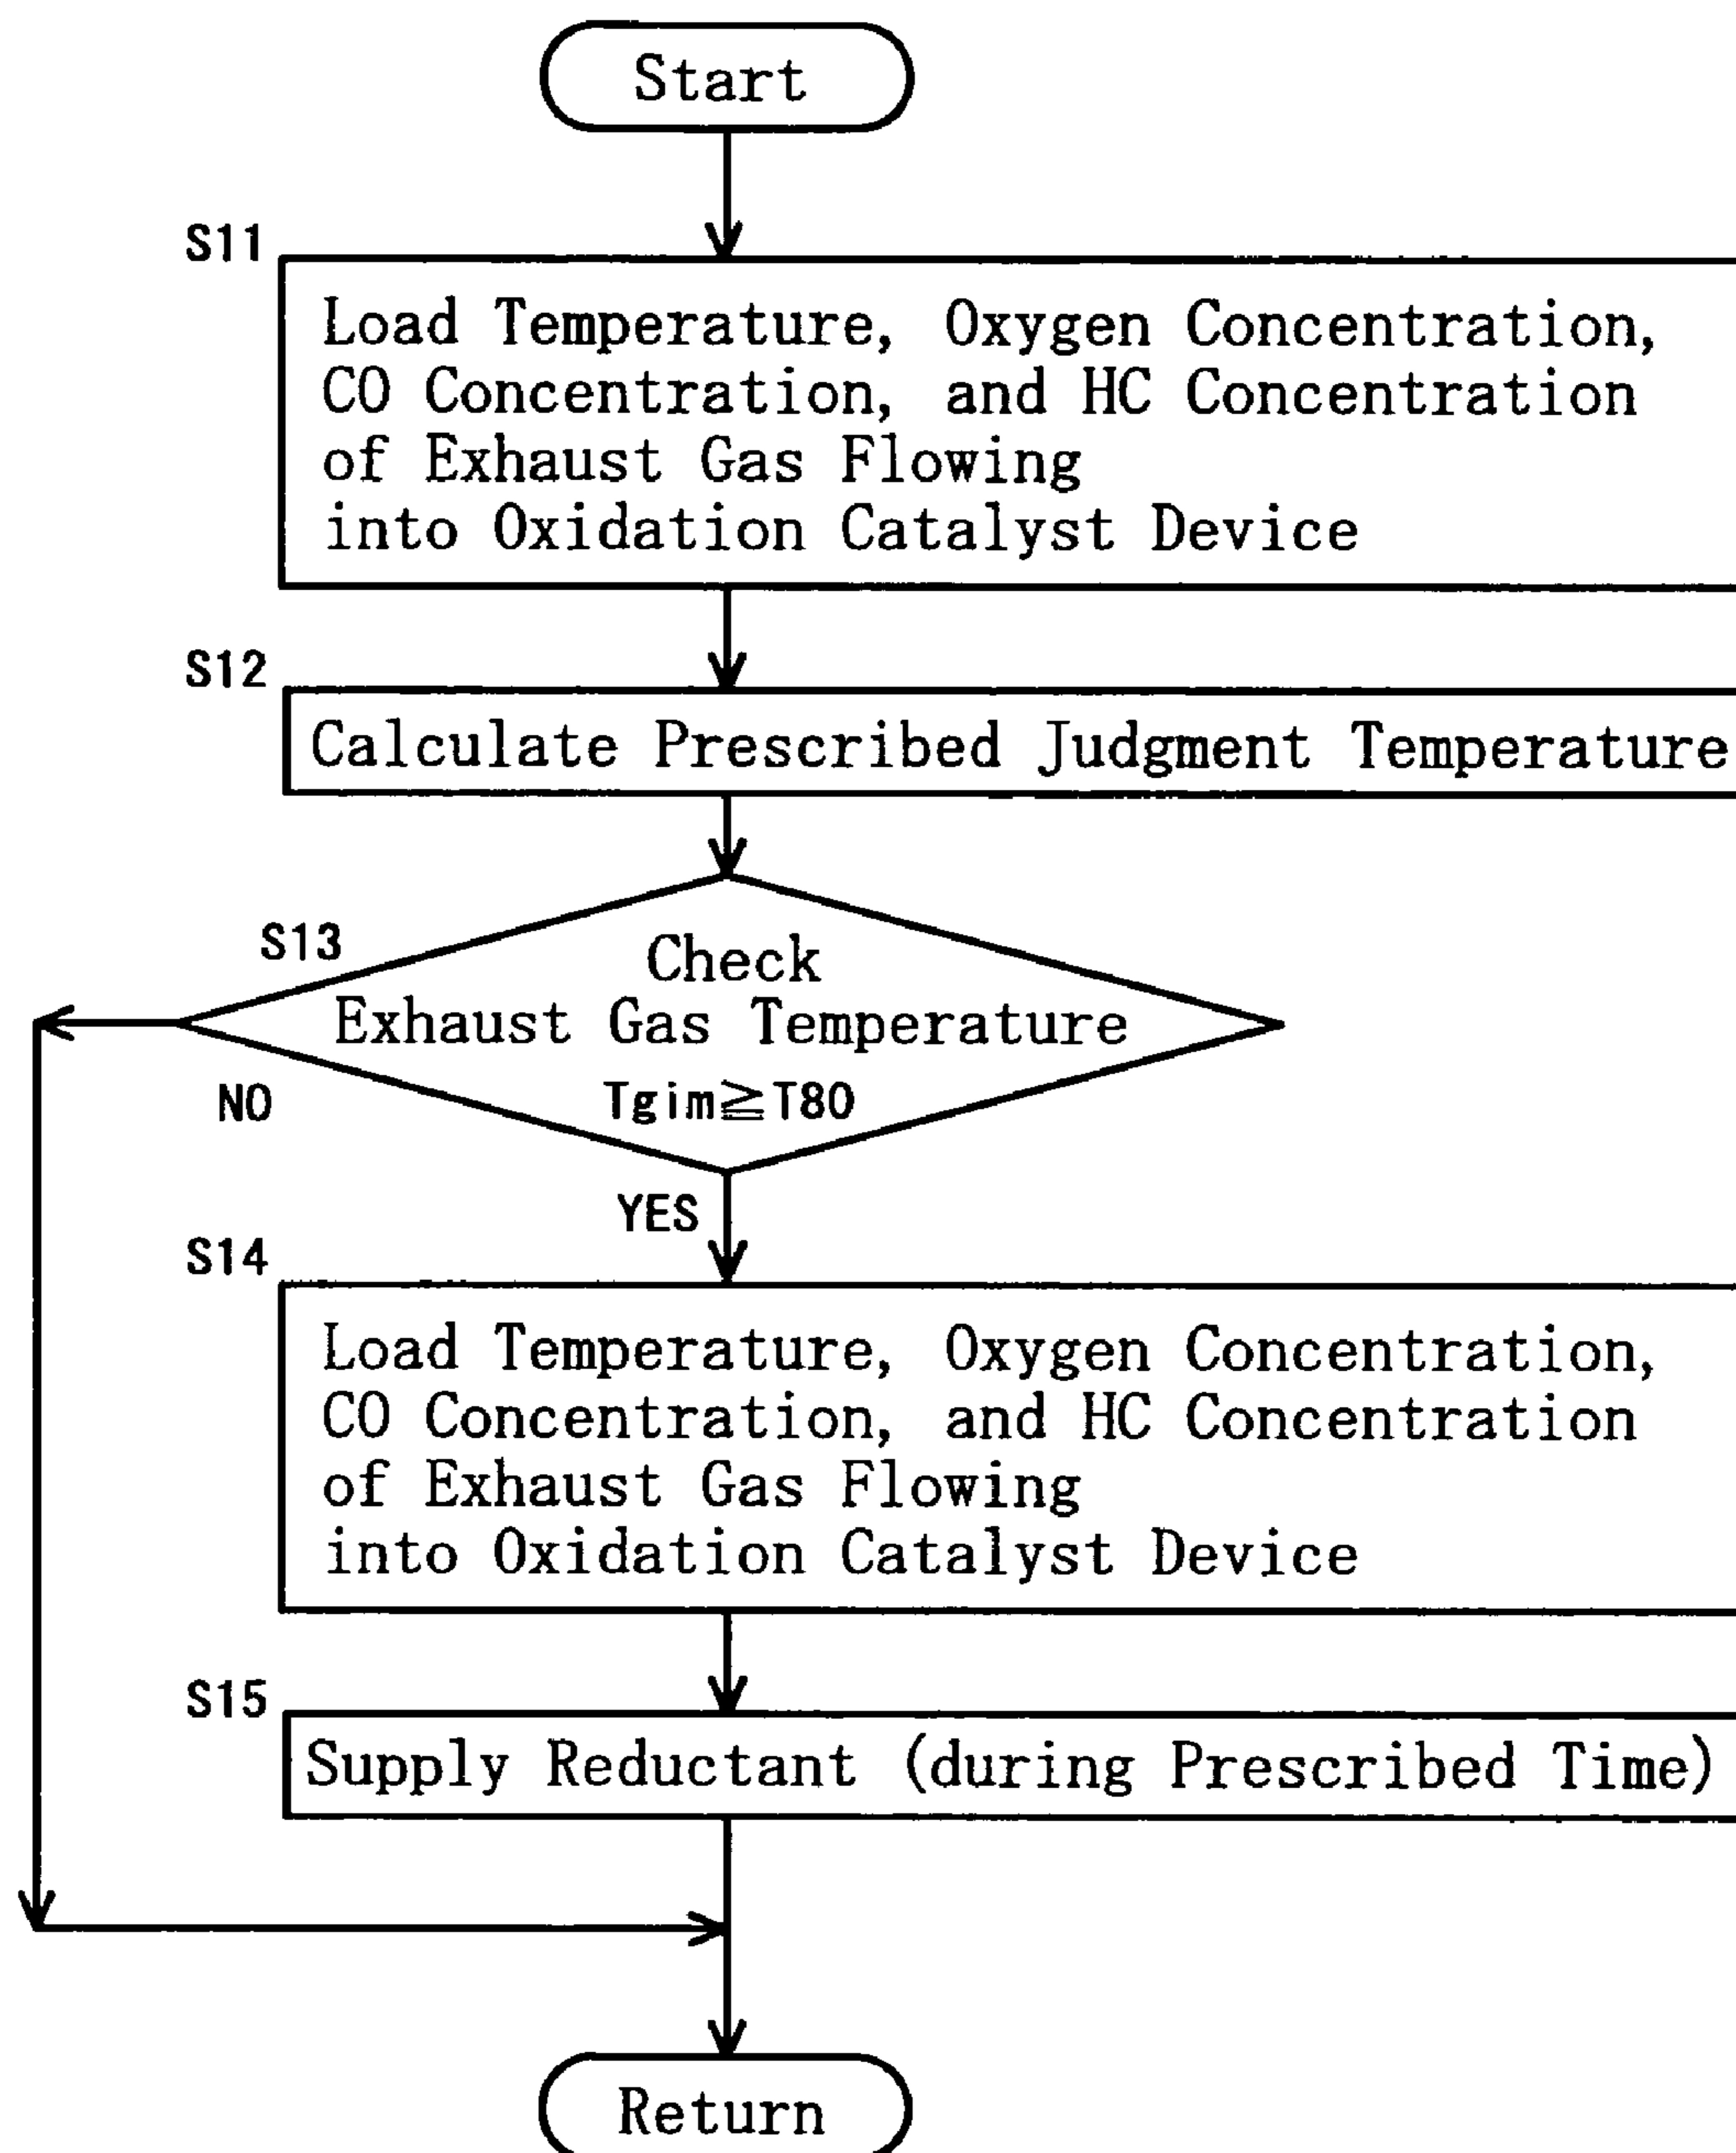 Start
S11
Load Temperature, Oxygen Concentration,
CO Concentration, and HC Concentration
of Exhaust Gas Flowing
into Oxidation Catalyst Device
S12
Calculate Prescribed Judgment Temperature
S13
Check
Exhaust Gas Temperature
Tgim≧T80
NO
YES
S14
Load Temperature, Oxygen Concentration,
CO Concentration, and HC Concentration
of Exhaust Gas Flowing
into Oxidation Catalyst Device
S15
Supply Reductant (during Prescribed Time)
Return